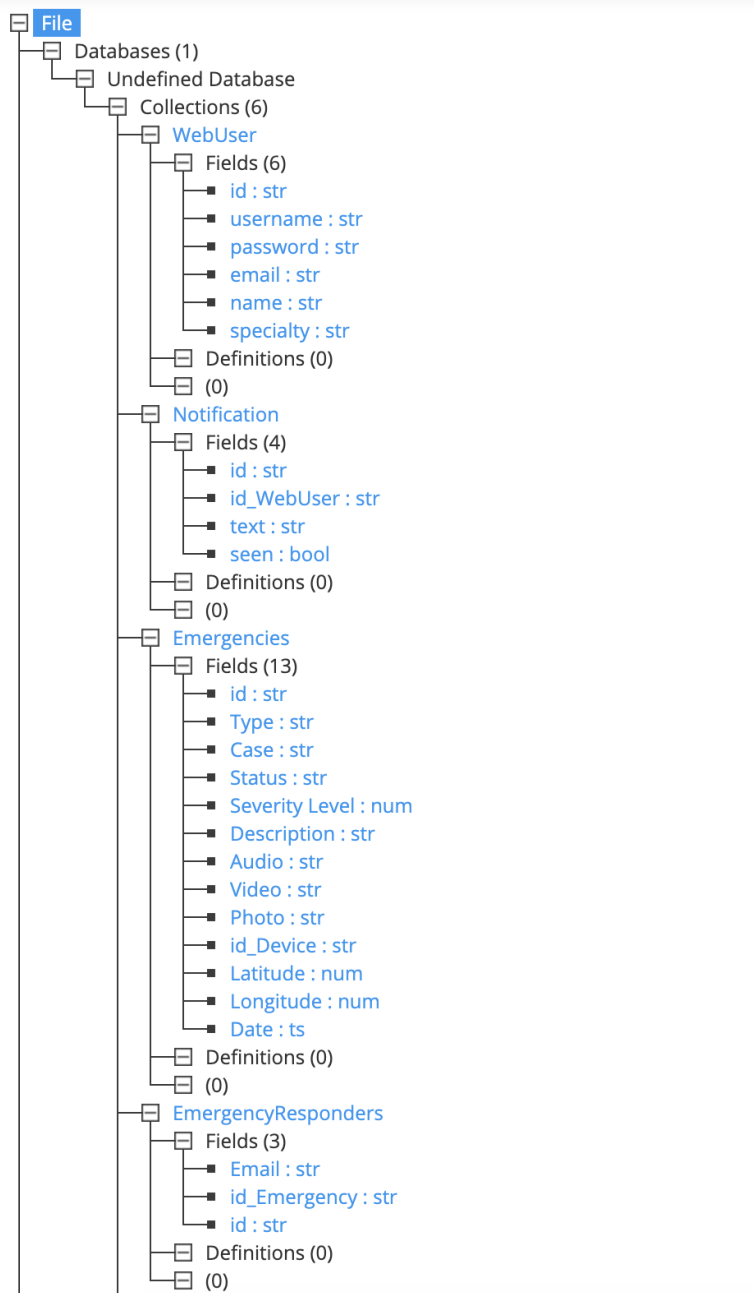 File
Databases (1)
Undefined Database
Collections (6)
WebUser
Fields (6)
id : str
username : str
password : str
email : str
name : str
specialty : str
Definitions (0)
(0)
Notification
Fields (4)
id : str
id_WebUser : str
text : str
seen : bool
Definitions (0)
(0)
Emergencies
Fields (13)
id : str
Type : str
Case : str
Status : str
Severity Level : num
Description : str
Audio : str
Video : str
Photo : str
id_Device : str
Latitude : num
Longitude : num
Date : ts
Definitions (0)
(0)
EmergencyResponders
Fields (3)
Email : str
id_Emergency : str
id : str
Definitions (0)
(0)